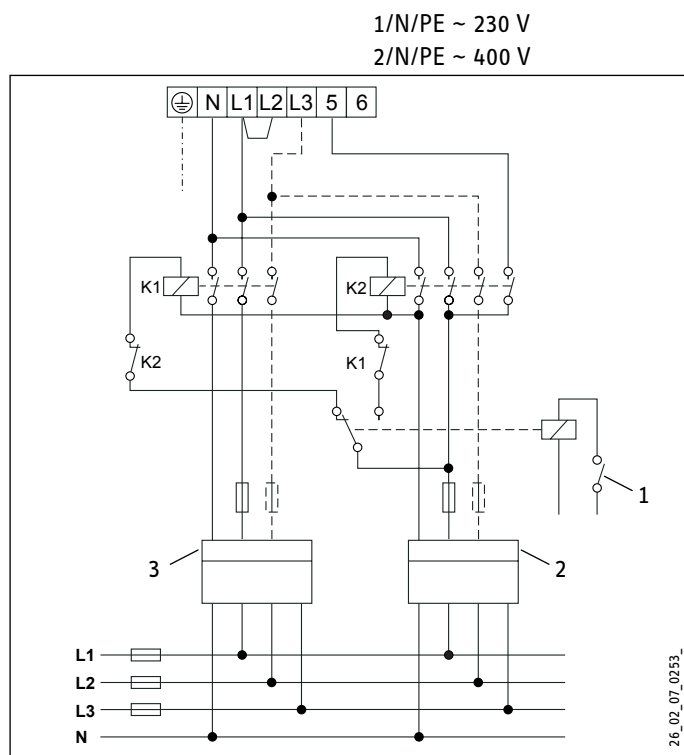 1/N/PE ~ 230 V
2/N/PE ~ 400 V
N L1 L2 L3 5 6
K1 K2
K2 K1
1
3 2
L1
L2
L3
N
26_02_07_0253_